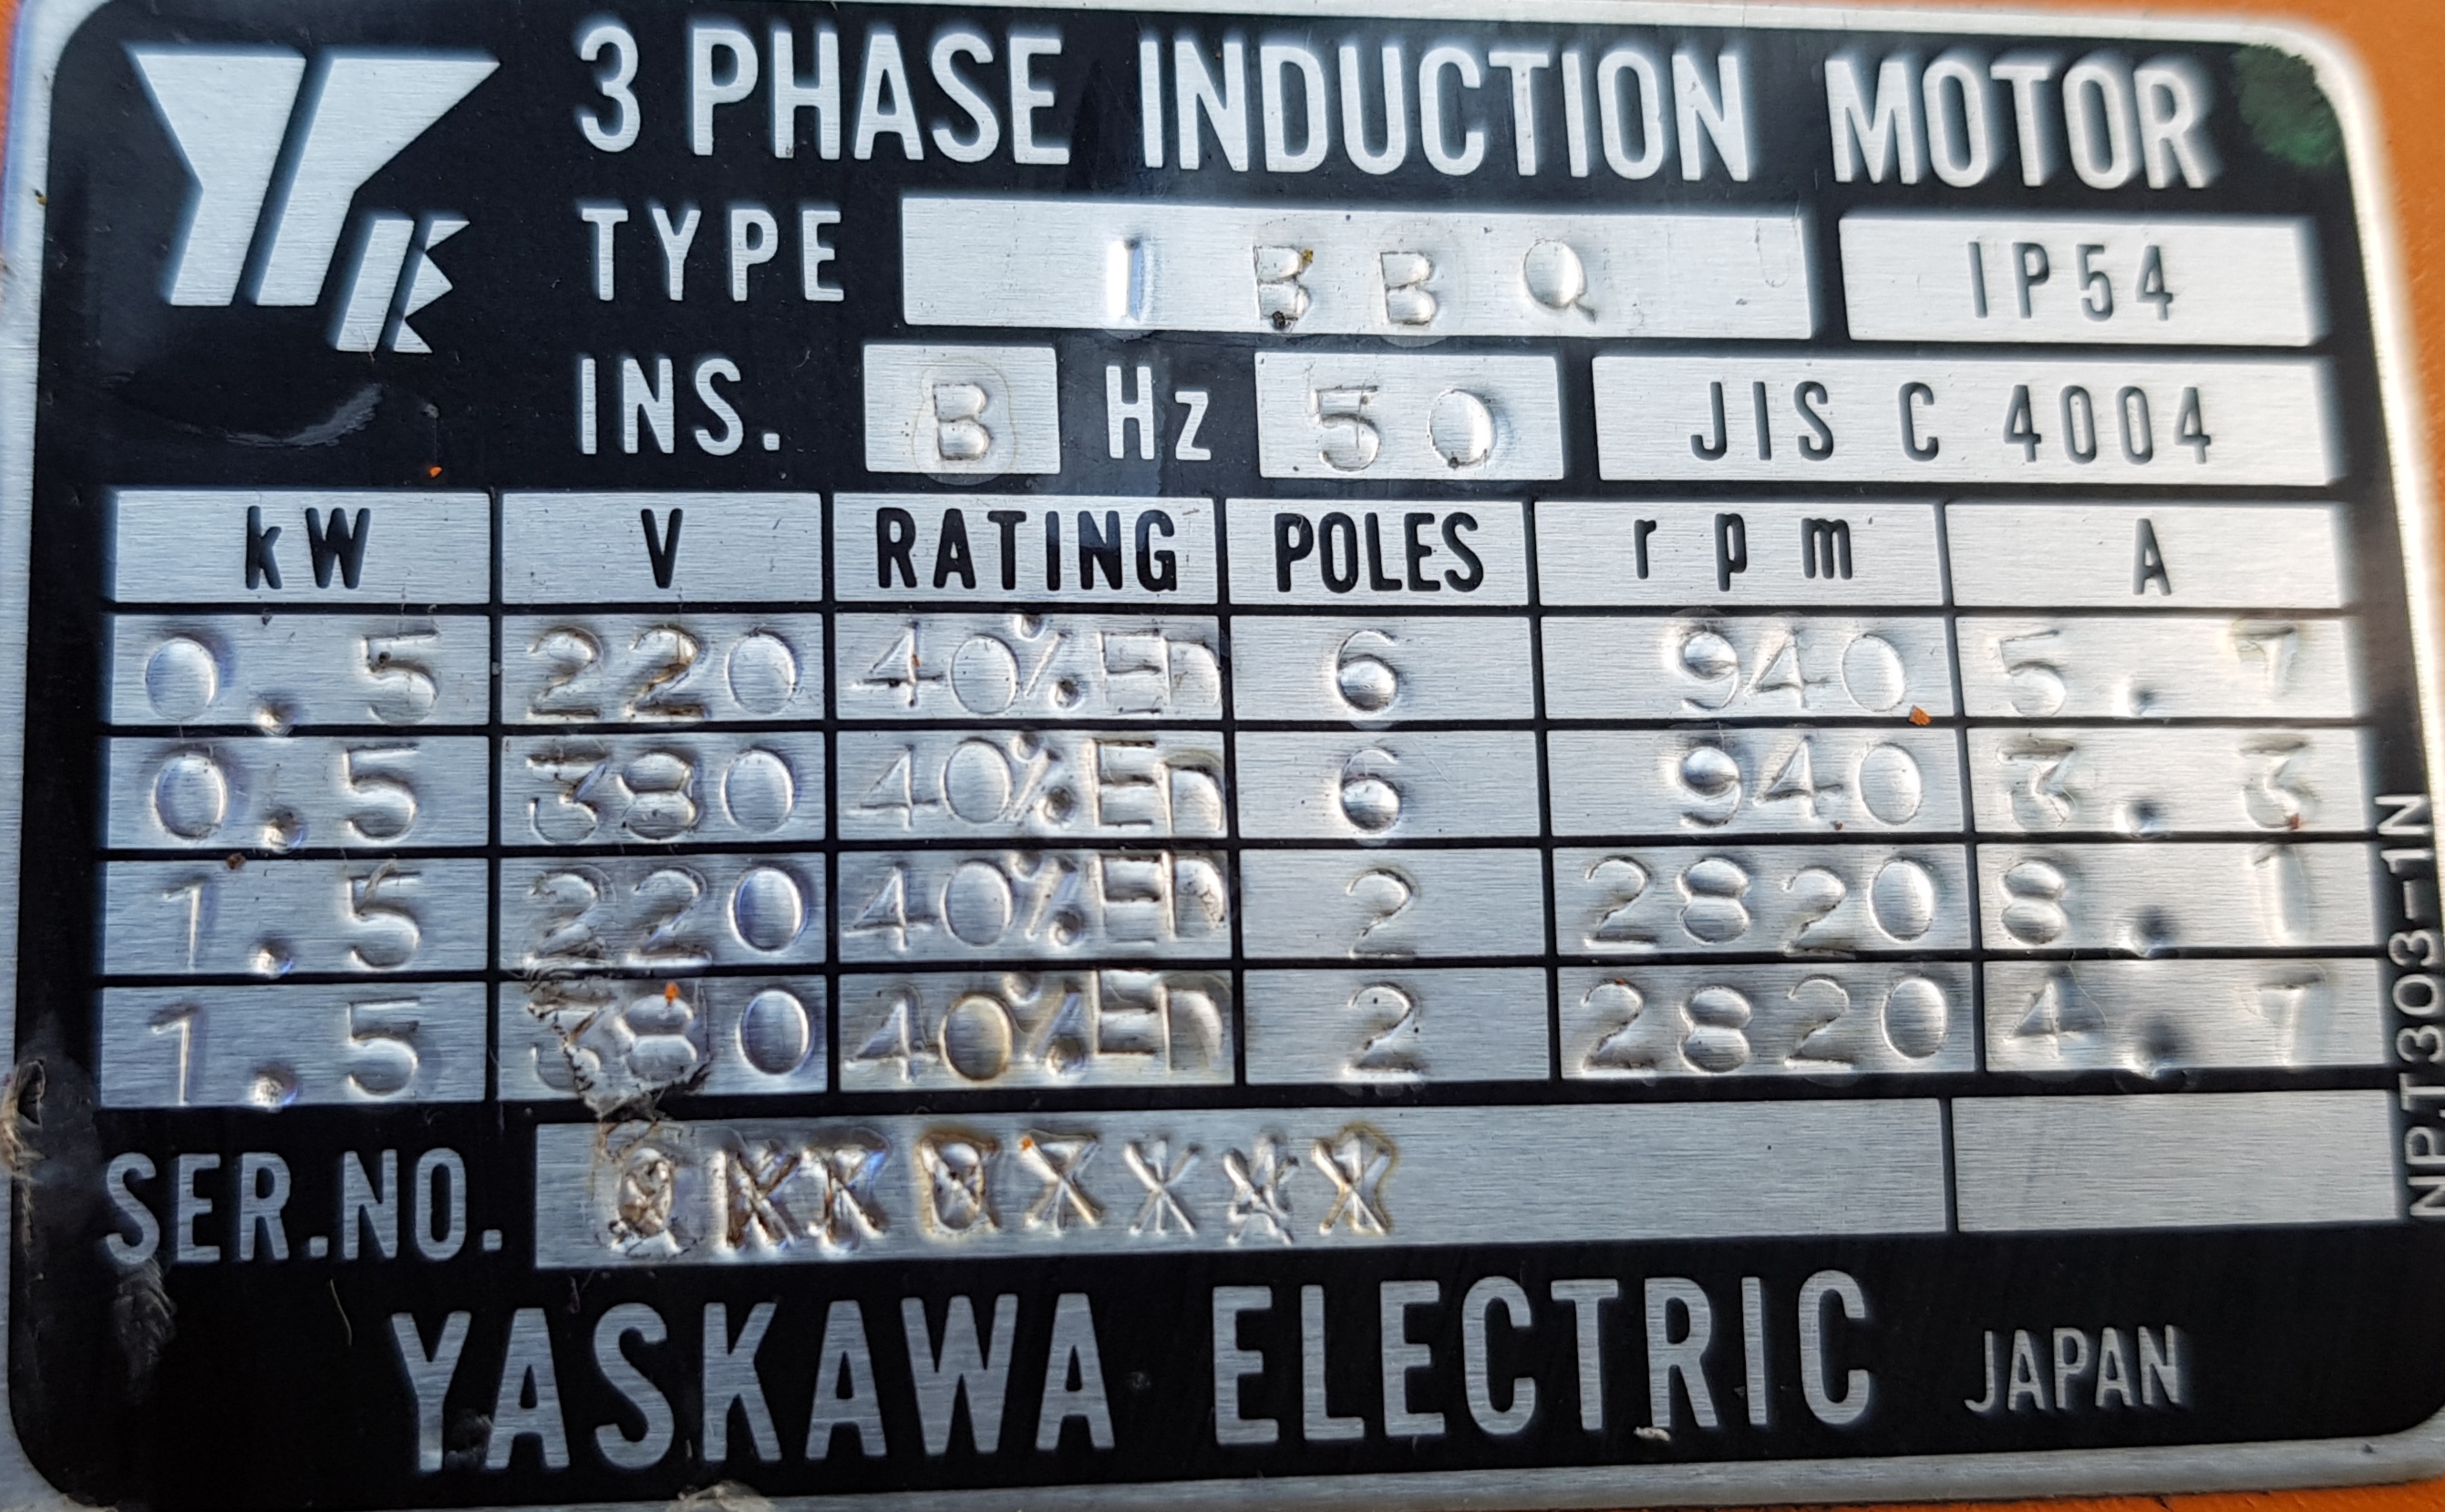 3 PHASE INDUCTION MOTOR
TYPE IBBQ IP54
INS. B Hz 50 JIS C 4004
kW V RATING POLES rpm A
0.5 220 40%ED 6 940 5.7
0.5 380 40%ED 6 940 3.3
1.5 220 40%ED 2 2820 8.1
1.5 380 40%ED 2 2820 4.7
SER.NO.
YASKAWA ELECTRIC JAPAN
NP.T303-1N